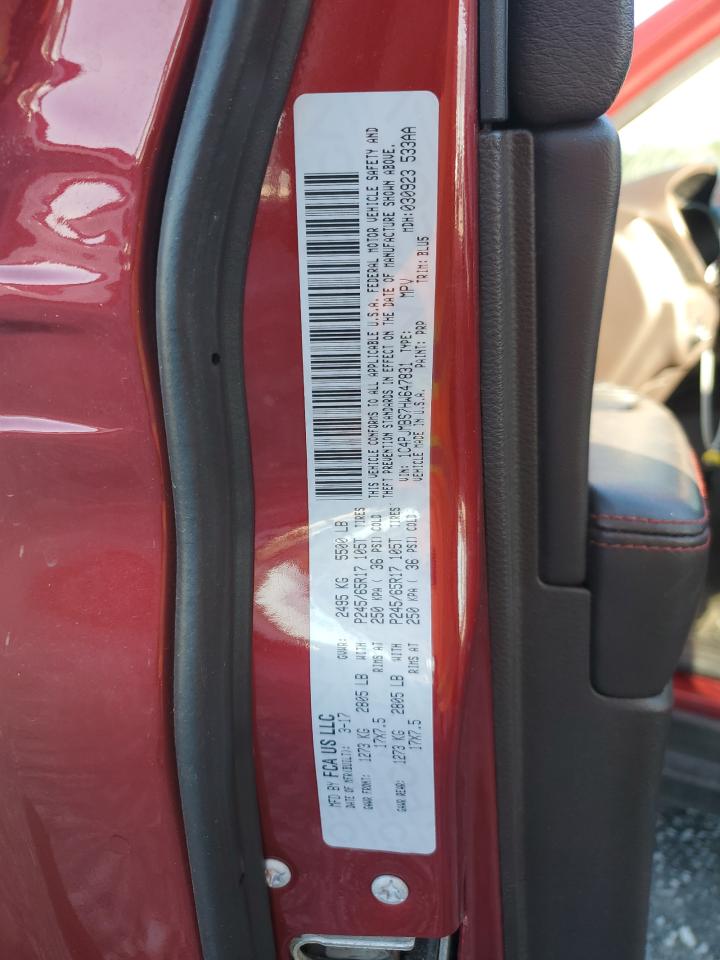 MFD BY FCA US LLC
DATE OF MFR(BUILT): 3-17 GVWR: 2495 KG 5500 LB
GAWR FRONT: 1273 KG 2805 LB WITH P245/65R17 105T TIRES
17X7.5 RIMS AT 250 KPA ( 36 PSI) COLD
GAWR REAR: 1273 KG 2805 LB WITH P245/65R17 105T TIRES
17X7.5 RIMS AT 250 KPA ( 36 PSI) COLD
THIS VEHICLE CONFORMS TO ALL APPLICABLE U.S.A. FEDERAL MOTOR VEHICLE SAFETY AND
THEFT PREVENTION STANDARDS IN EFFECT ON THE DATE OF MANUFACTURE SHOWN ABOVE.
VIN: 1C4PJMBS7HW647831 TYPE: MPV MDH:030923 533AA
VEHICLE MADE IN U.S.A. PAINT: PRP TRIM: BLU5